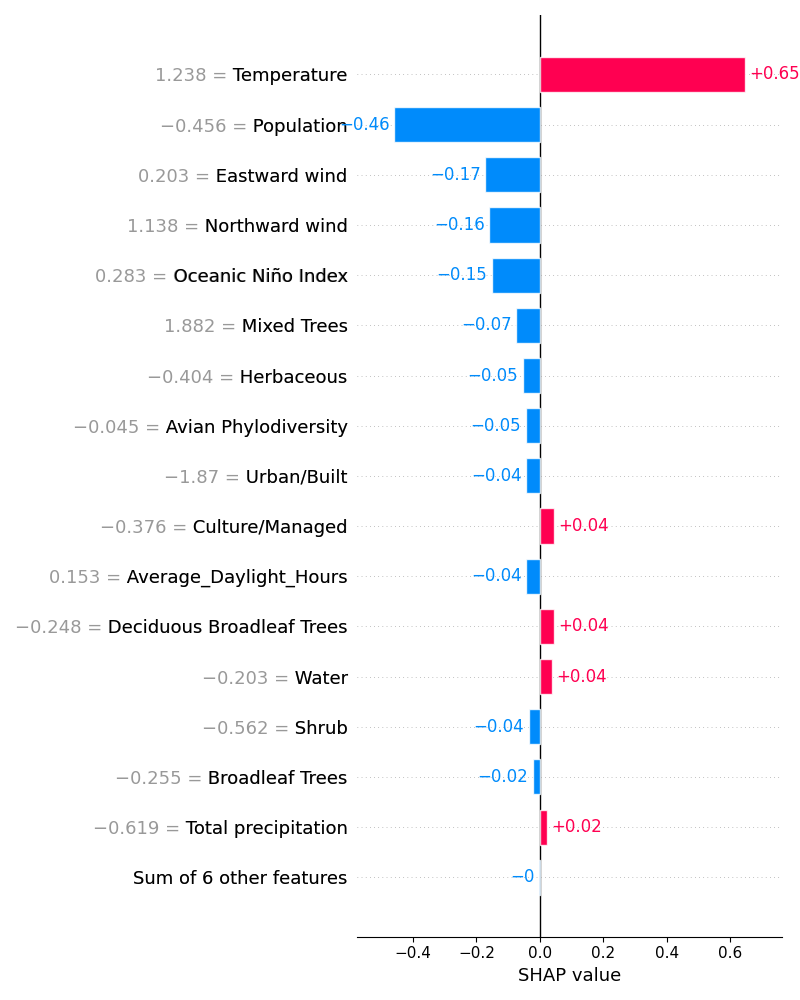 1.238 = Temperature +0.65
−0.456 = Population −0.46
0.203 = Eastward wind −0.17
1.138 = Northward wind −0.16
0.283 = Oceanic Niño Index −0.15
1.882 = Mixed Trees −0.07
−0.404 = Herbaceous −0.05
−0.045 = Avian Phylodiversity −0.05
−1.87 = Urban/Built −0.04
−0.376 = Culture/Managed +0.04
0.153 = Average_Daylight_Hours −0.04
−0.248 = Deciduous Broadleaf Trees +0.04
−0.203 = Water +0.04
−0.562 = Shrub −0.04
−0.255 = Broadleaf Trees −0.02
−0.619 = Total precipitation +0.02
Sum of 6 other features −0
−0.4 −0.2 0.0 0.2 0.4 0.6
SHAP value